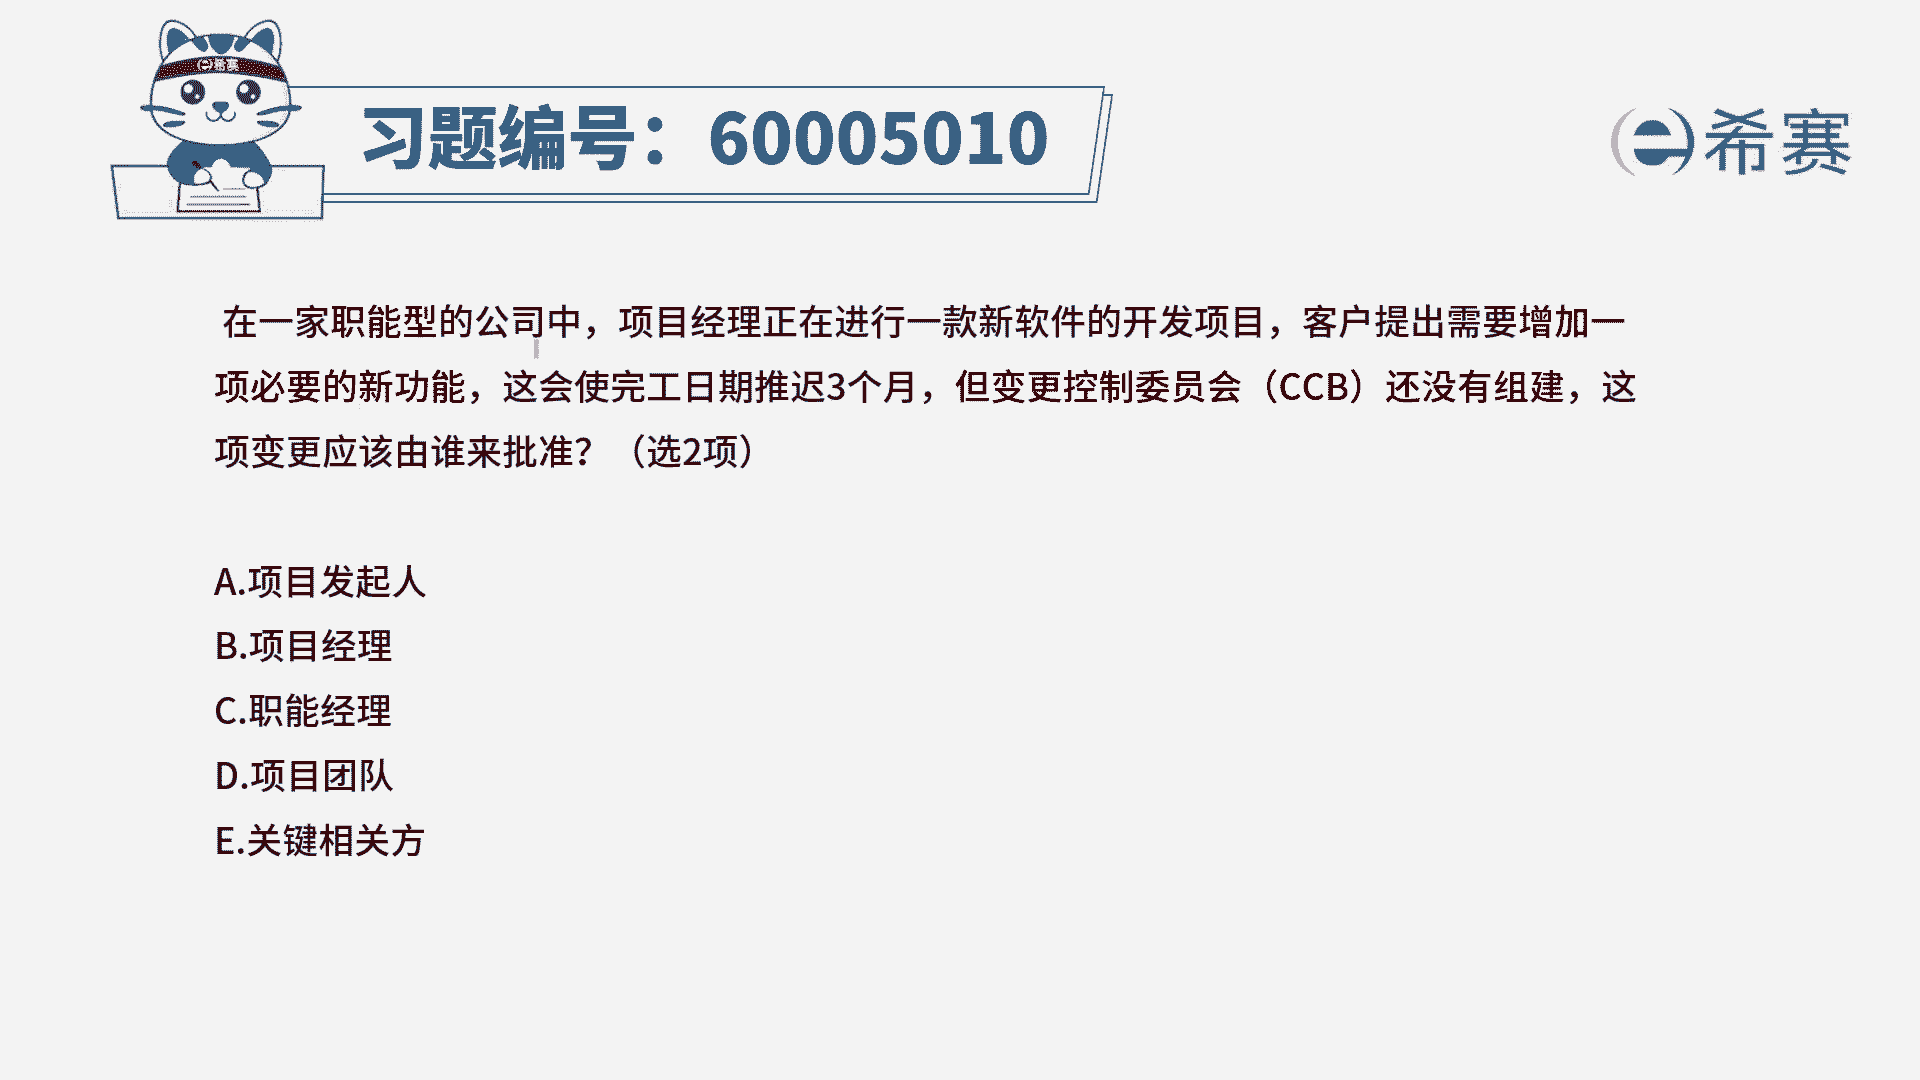 希赛
习题编号：60005010
希赛
在一家职能型的公司中，项目经理正在进行一款新软件的开发项目，客户提出需要增加一
项必要的新功能，这会使完工日期推迟3个月，但变更控制委员会（CCB）还没有组建，这
项变更应该由谁来批准？（选2项）
A.项目发起人
B.项目经理
C.职能经理
D.项目团队
E.关键相关方